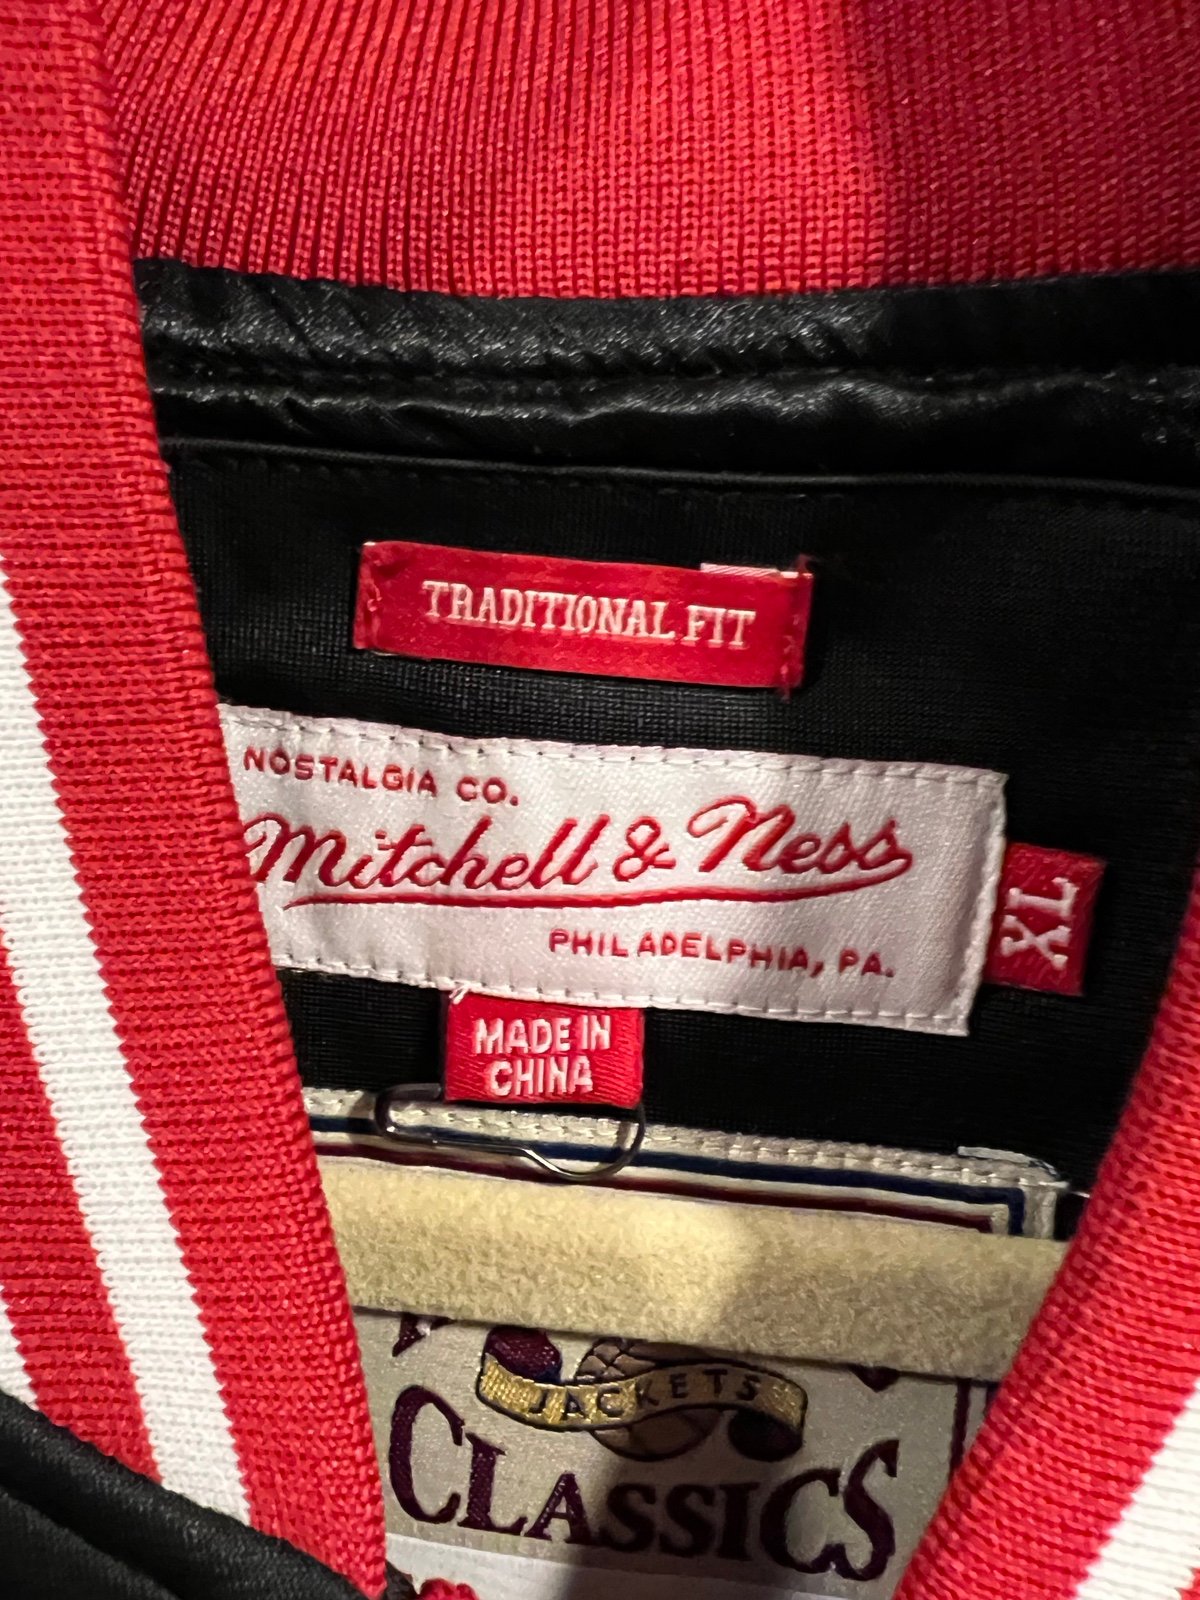 TRADITIONAL FIT
NOSTALGIA CO.
Mitchell & Ness
PHILADELPHIA, PA.
XL
MADE IN
CHINA
JACKETS
CLASSICS